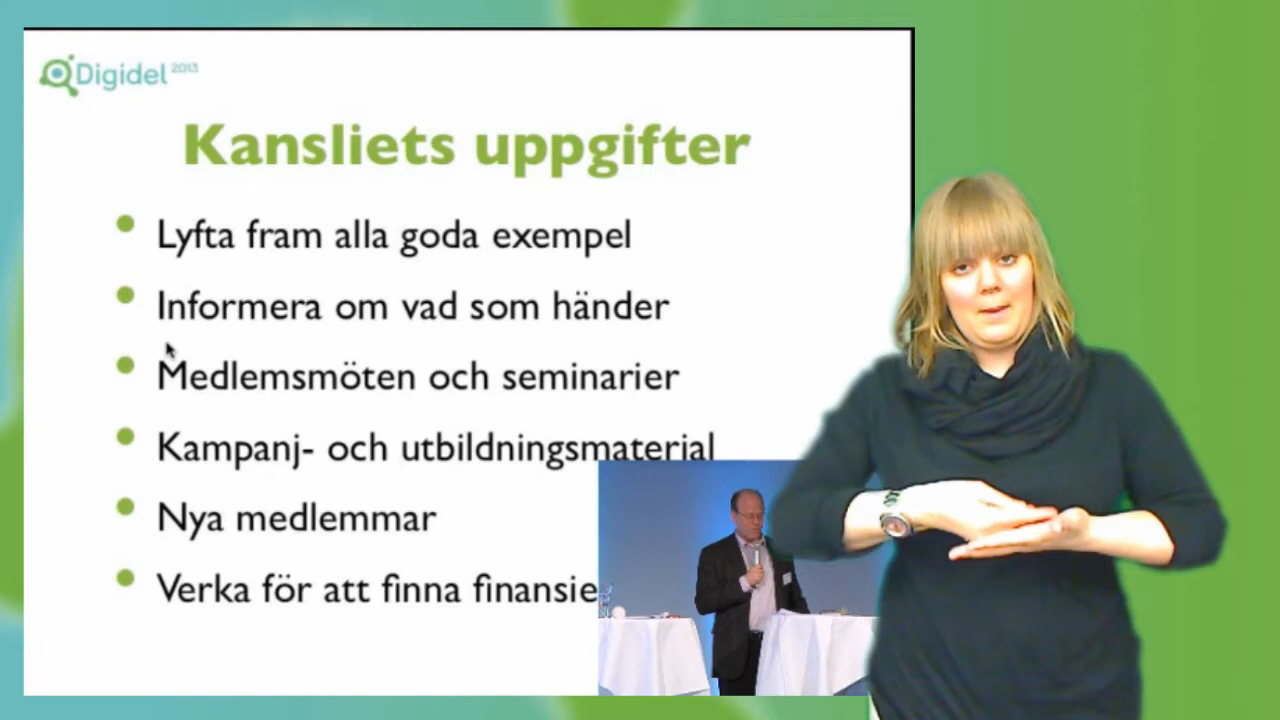 Digidel 2013
Kansliets uppgifter
Lyfta fram alla goda exempel
Informera om vad som händer
Medlemsmöten och seminarier
Kampanj- och utbildningsmaterial
Nya medlemmar
Verka för att finna